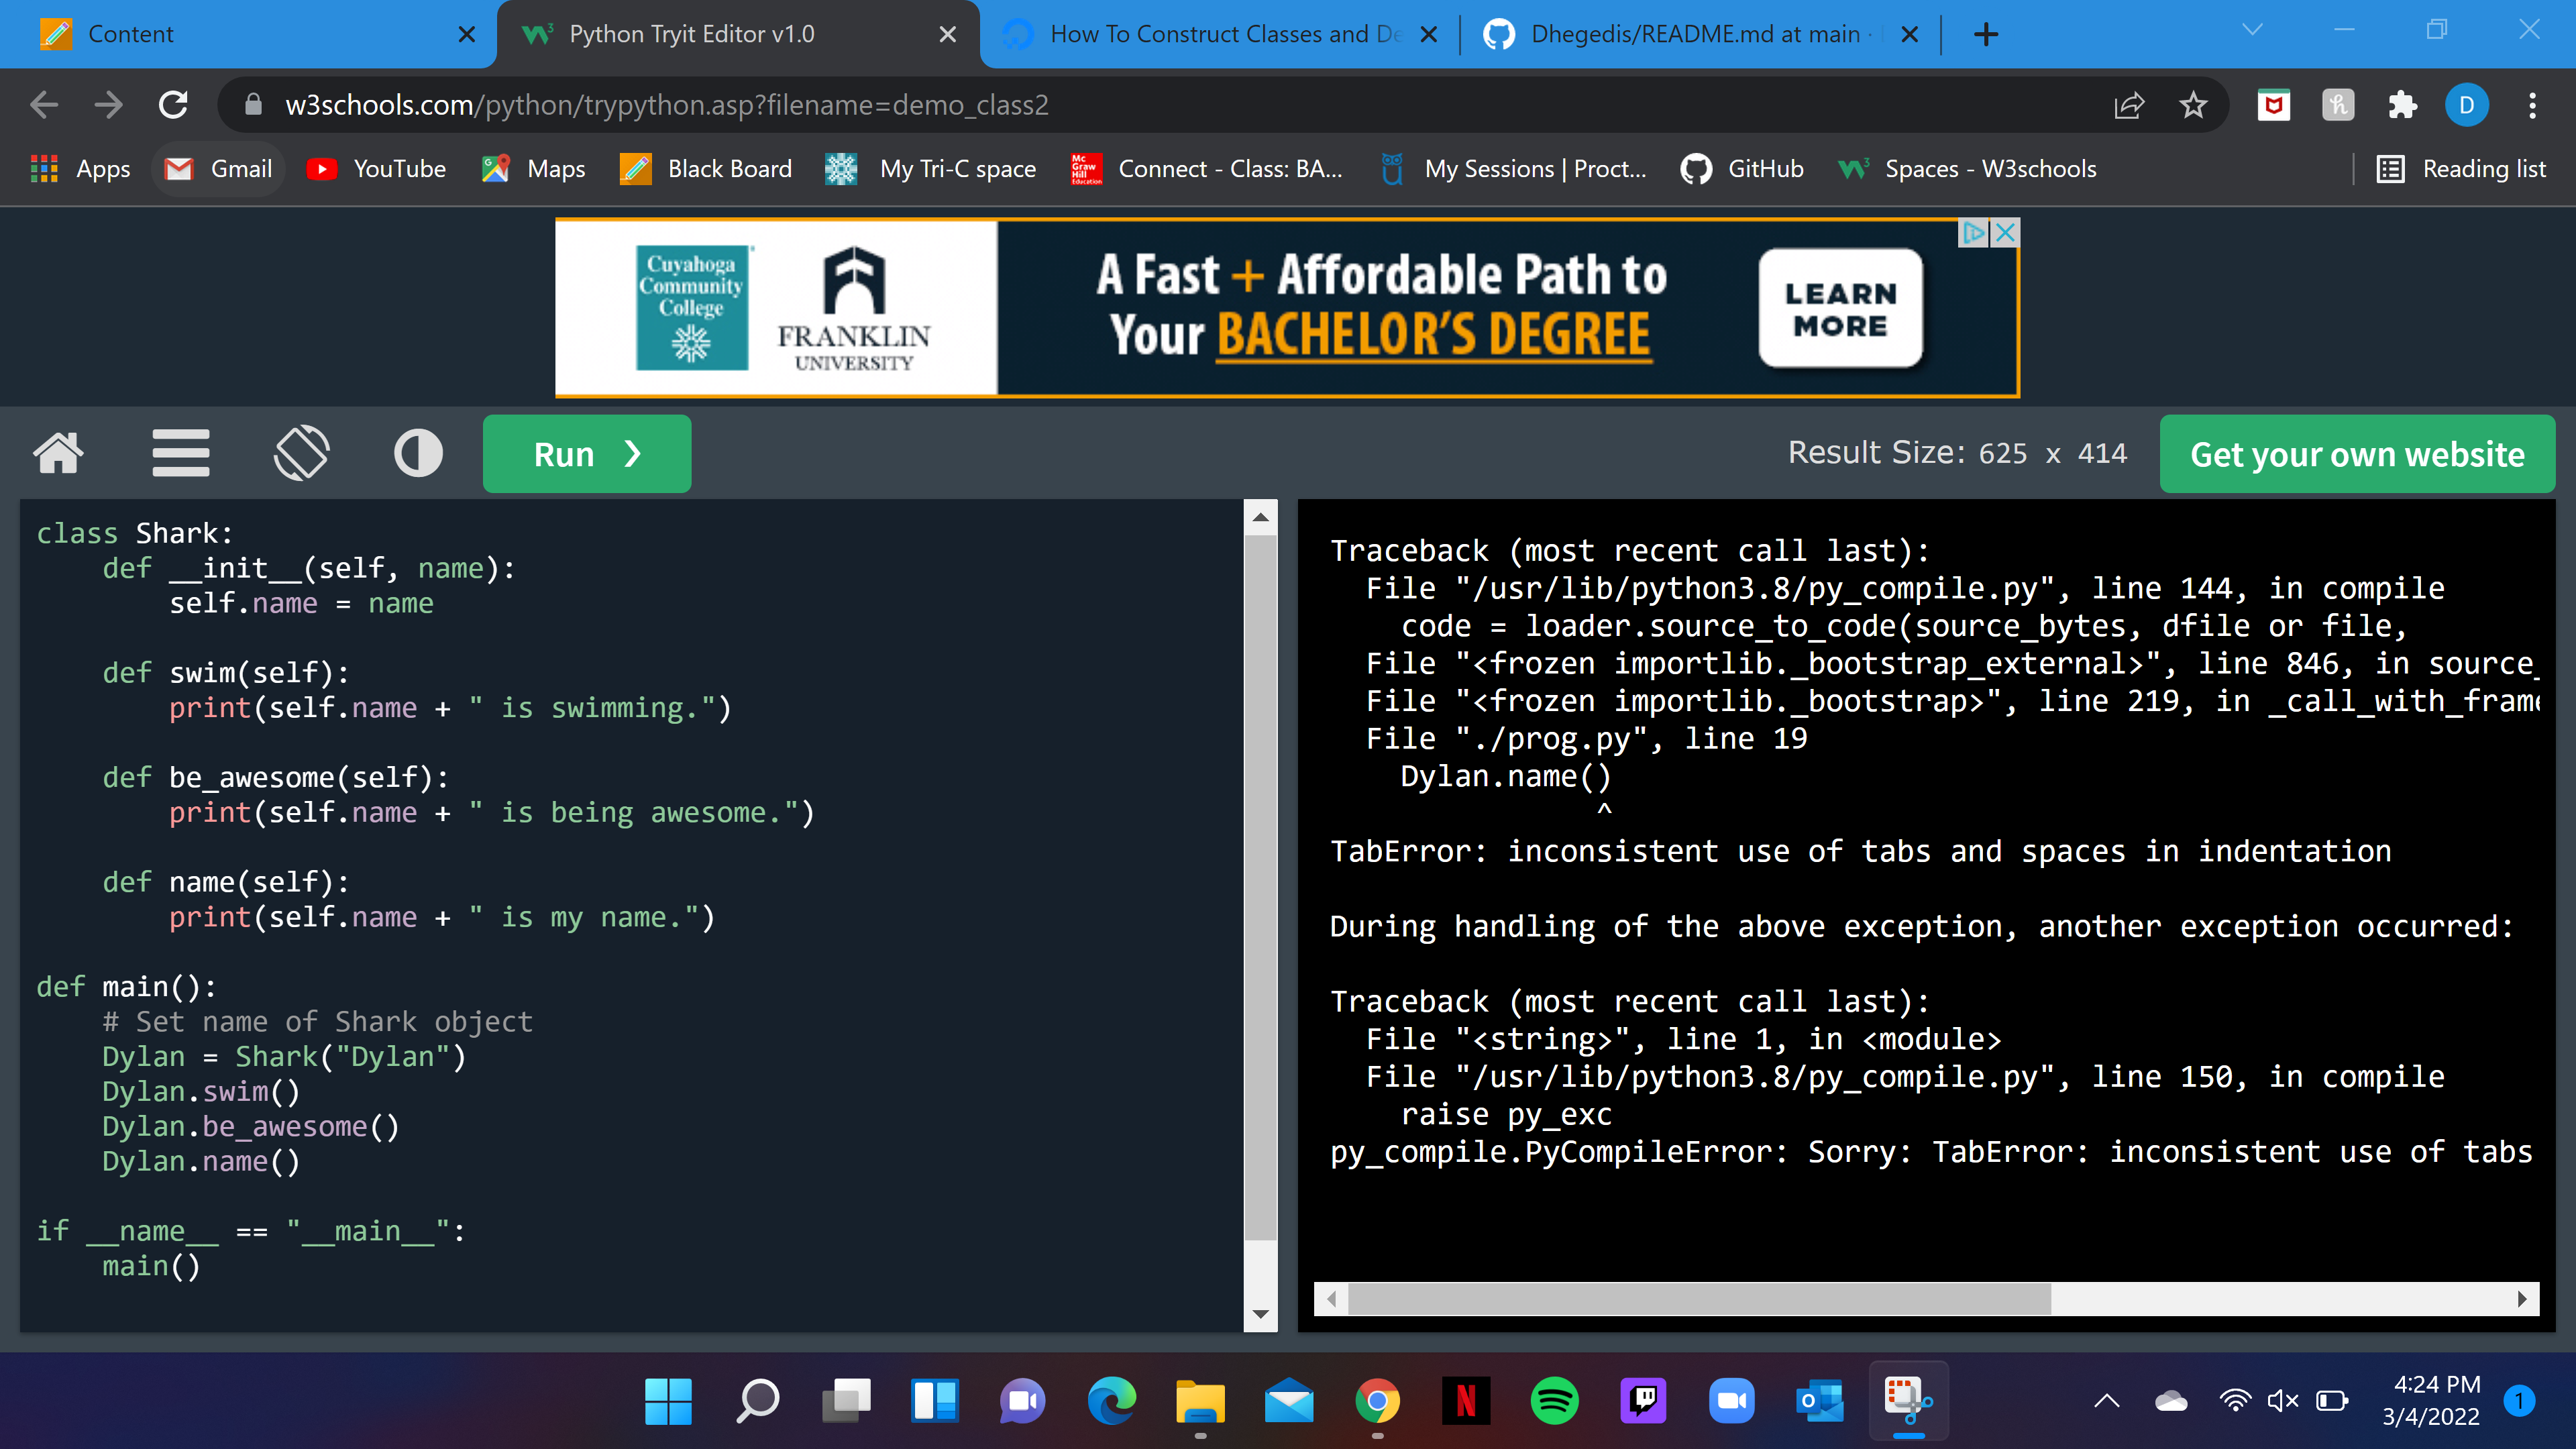 Content
Python Tryit Editor v1.0
How To Construct Classes and De
Dhegedis/README.md at main ·
w3schools.com/python/trypython.asp?filename=demo_class2
D
Apps
Gmail
YouTube
Maps
Black Board
My Tri-C space
Mc Graw Hill Education
Connect - Class: BA...
My Sessions | Proct...
GitHub
Spaces - W3schools
Reading list
Cuyahoga
Community
College
FRANKLIN
UNIVERSITY
A Fast + Affordable Path to
Your BACHELOR'S DEGREE
LEARN
MORE
Run ❯
Result Size: 625 x 414
Get your own website
class Shark:
    def __init__(self, name):
        self.name = name
    def swim(self):
        print(self.name + " is swimming.")
    def be_awesome(self):
        print(self.name + " is being awesome.")
    def name(self):
        print(self.name + " is my name.")
def main():
    # Set name of Shark object
    Dylan = Shark("Dylan")
    Dylan.swim()
    Dylan.be_awesome()
    Dylan.name()
if __name__ == "__main__":
    main()
Traceback (most recent call last):
  File "/usr/lib/python3.8/py_compile.py", line 144, in compile
    code = loader.source_to_code(source_bytes, dfile or file,
  File "<frozen importlib._bootstrap_external>", line 846, in source_
  File "<frozen importlib._bootstrap>", line 219, in _call_with_frame
  File "./prog.py", line 19
    Dylan.name()
               ^
TabError: inconsistent use of tabs and spaces in indentation
During handling of the above exception, another exception occurred:
Traceback (most recent call last):
  File "<string>", line 1, in <module>
  File "/usr/lib/python3.8/py_compile.py", line 150, in compile
    raise py_exc
py_compile.PyCompileError: Sorry: TabError: inconsistent use of tabs
4:24 PM
3/4/2022
1